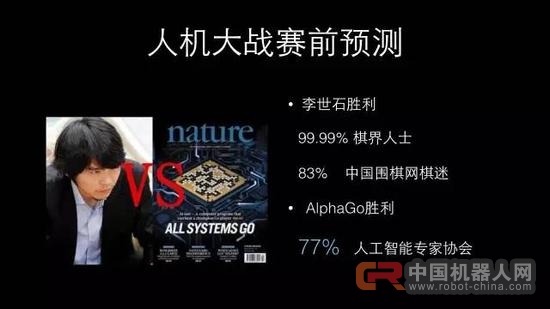 人机大战赛前预测
• 李世石胜利
99.99% 棋界人士
83% 中国围棋网棋迷
• AlphaGo胜利
77% 人工智能专家协会
VS
nature
ALL SYSTEMS GO
中国机器人网
www.robot-china.com